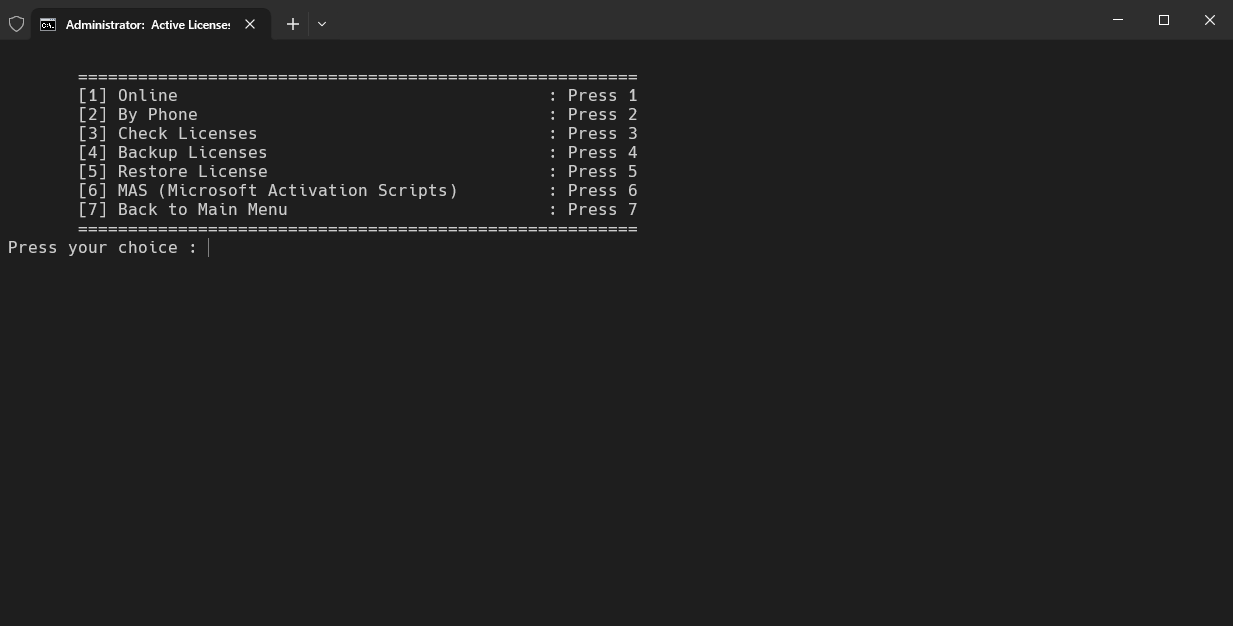 Administrator: Active Licenses
========================================================
[1] Online : Press 1
[2] By Phone : Press 2
[3] Check Licenses : Press 3
[4] Backup Licenses : Press 4
[5] Restore License : Press 5
[6] MAS (Microsoft Activation Scripts) : Press 6
[7] Back to Main Menu : Press 7
========================================================
Press your choice :